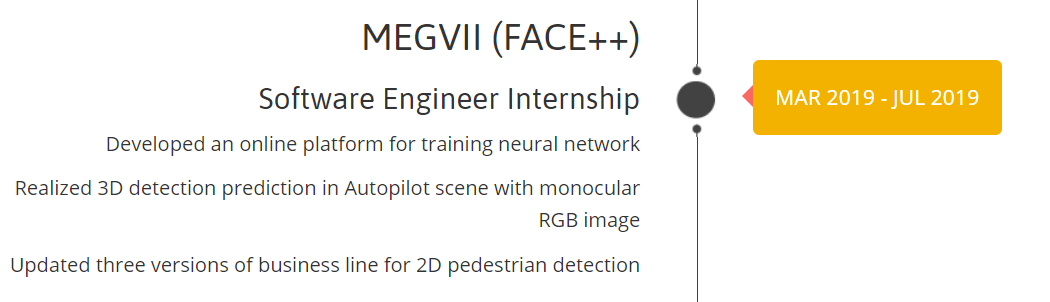 MEGVII (FACE++)
Software Engineer Internship
MAR 2019 - JUL 2019
Developed an online platform for training neural network
Realized 3D detection prediction in Autopilot scene with monocular
RGB image
Updated three versions of business line for 2D pedestrian detection